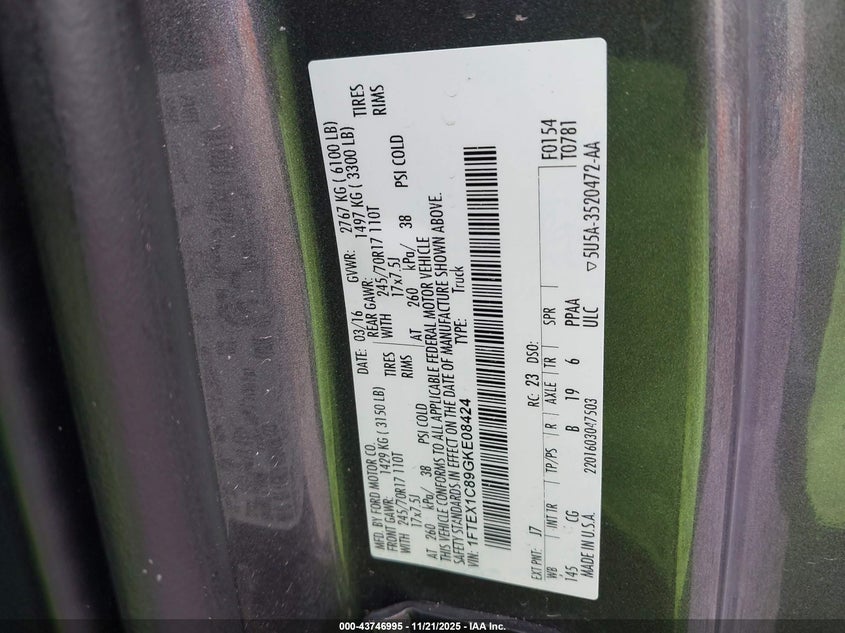 MFD. BY FORD MOTOR CO.
DATE: 03/16
GVWR: 2767 KG ( 6100 LB)
FRONT GAWR: 1429 KG ( 3150 LB)
REAR GAWR: 1497 KG ( 3300 LB)
WITH 245/70R17 110T TIRES
WITH 245/70R17 110T TIRES
17x7.5J RIMS
17x7.5J RIMS
AT 260 kPa/ 38 PSI COLD
AT 260 kPa/ 38 PSI COLD
THIS VEHICLE CONFORMS TO ALL APPLICABLE FEDERAL MOTOR VEHICLE
SAFETY STANDARDS IN EFFECT ON THE DATE OF MANUFACTURE SHOWN ABOVE.
VIN: 1FTEX1C89GKE08424
TYPE: Truck
F0154
T0781
EXT PNT: J7 RC: 23 DSO:
WB INT TR TP/PS R AXLE TR SPR
145 CG B 19 6 PPAA
2201603047503 ULC
MADE IN U.S.A. ▽5U5A-3520472-AA
000-43746995 - 11/21/2025 - IAA Inc.